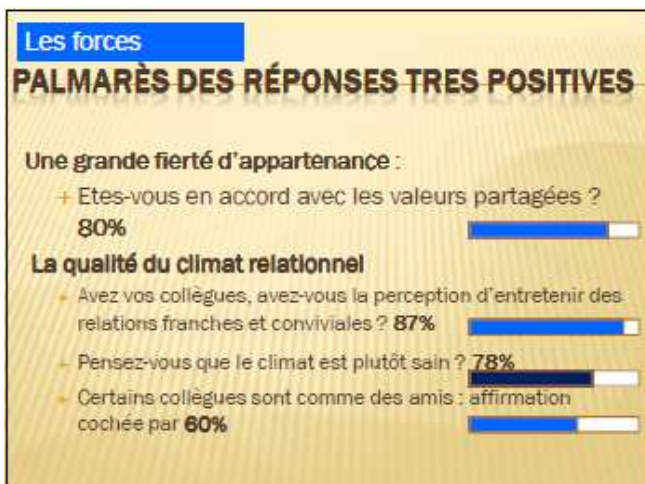 Les forces
PALMARÈS DES RÉPONSES TRES POSITIVES
Une grande fierté d'appartenance :
+ Etes-vous en accord avec les valeurs partagées ?
80%
La qualité du climat relationnel
+ Avez vos collègues, avez-vous la perception d'entretenir des
relations franches et conviviales ? 87%
+ Pensez-vous que le climat est plutôt sain ? 78%
+ Certains collègues sont comme des amis : affirmation
cochée par 60%